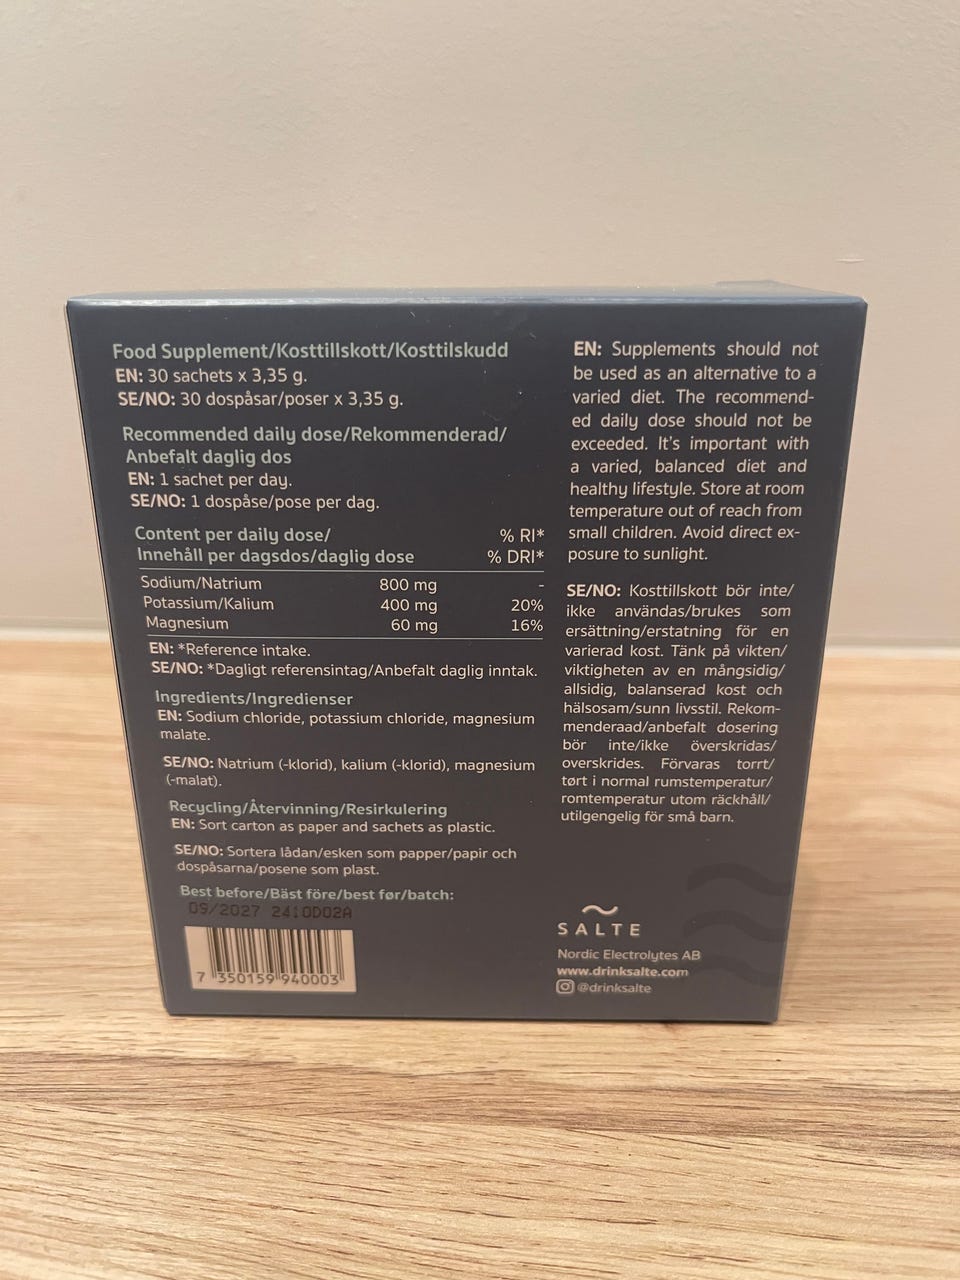 Food Supplement/Kosttillskott/Kosttilskudd
EN: 30 sachets x 3,35 g.
SE/NO: 30 dospåsar/poser x 3,35 g.
Recommended daily dose/Rekommenderad/
Anbefalt daglig dos
EN: 1 sachet per day.
SE/NO: 1 dospåse/pose per dag.
Content per daily dose/ % RI*
Innehåll per dagsdos/daglig dose % DRI*
Sodium/Natrium 800 mg -
Potassium/Kalium 400 mg 20%
Magnesium 60 mg 16%
EN: *Reference intake.
SE/NO: *Dagligt referensintag/Anbefalt daglig inntak.
Ingredients/Ingredienser
EN: Sodium chloride, potassium chloride, magnesium
malate.
SE/NO: Natrium (-klorid), kalium (-klorid), magnesium
(-malat).
Recycling/Återvinning/Resirkulering
EN: Sort carton as paper and sachets as plastic.
SE/NO: Sortera lådan/esken som papper/papir och
dospåsarna/posene som plast.
Best before/Bäst före/best før/batch:
09/2027 2410D02A
7 350159 940003
EN: Supplements should not
be used as an alternative to a
varied diet. The recommend-
ed daily dose should not be
exceeded. It's important with
a varied, balanced diet and
healthy lifestyle. Store at room
temperature out of reach from
small children. Avoid direct ex-
posure to sunlight.
SE/NO: Kosttillskott bör inte/
ikke användas/brukes som
ersättning/erstatning för en
varierad kost. Tänk på vikten/
viktigheten av en mångsidig/
allsidig, balanserad kost och
hälsosam/sunn livsstil. Rekom-
menderaad/anbefalt dosering
bör inte/ikke överskridas/
overskrides. Förvaras torrt/
tørt i normal rumstemperatur/
romtemperatur utom räckhåll/
utilgengelig för små barn.
SALTE
Nordic Electrolytes AB
www.drinksalte.com
@drinksalte